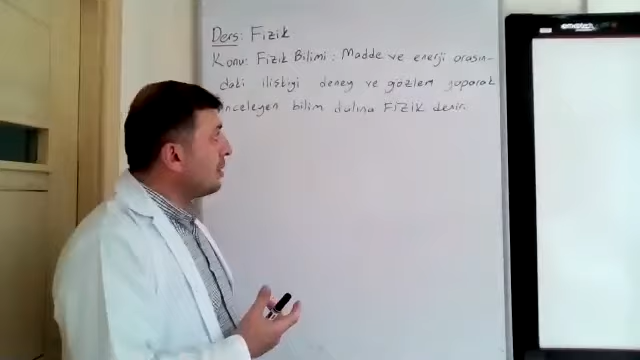 Ders: Fizik
Konu: Fizik Bilimi: Madde ve enerji arasın-
daki ilişkiyi deney ve gözlem yaparak
inceleyen bilim dalına FİZİK denir.